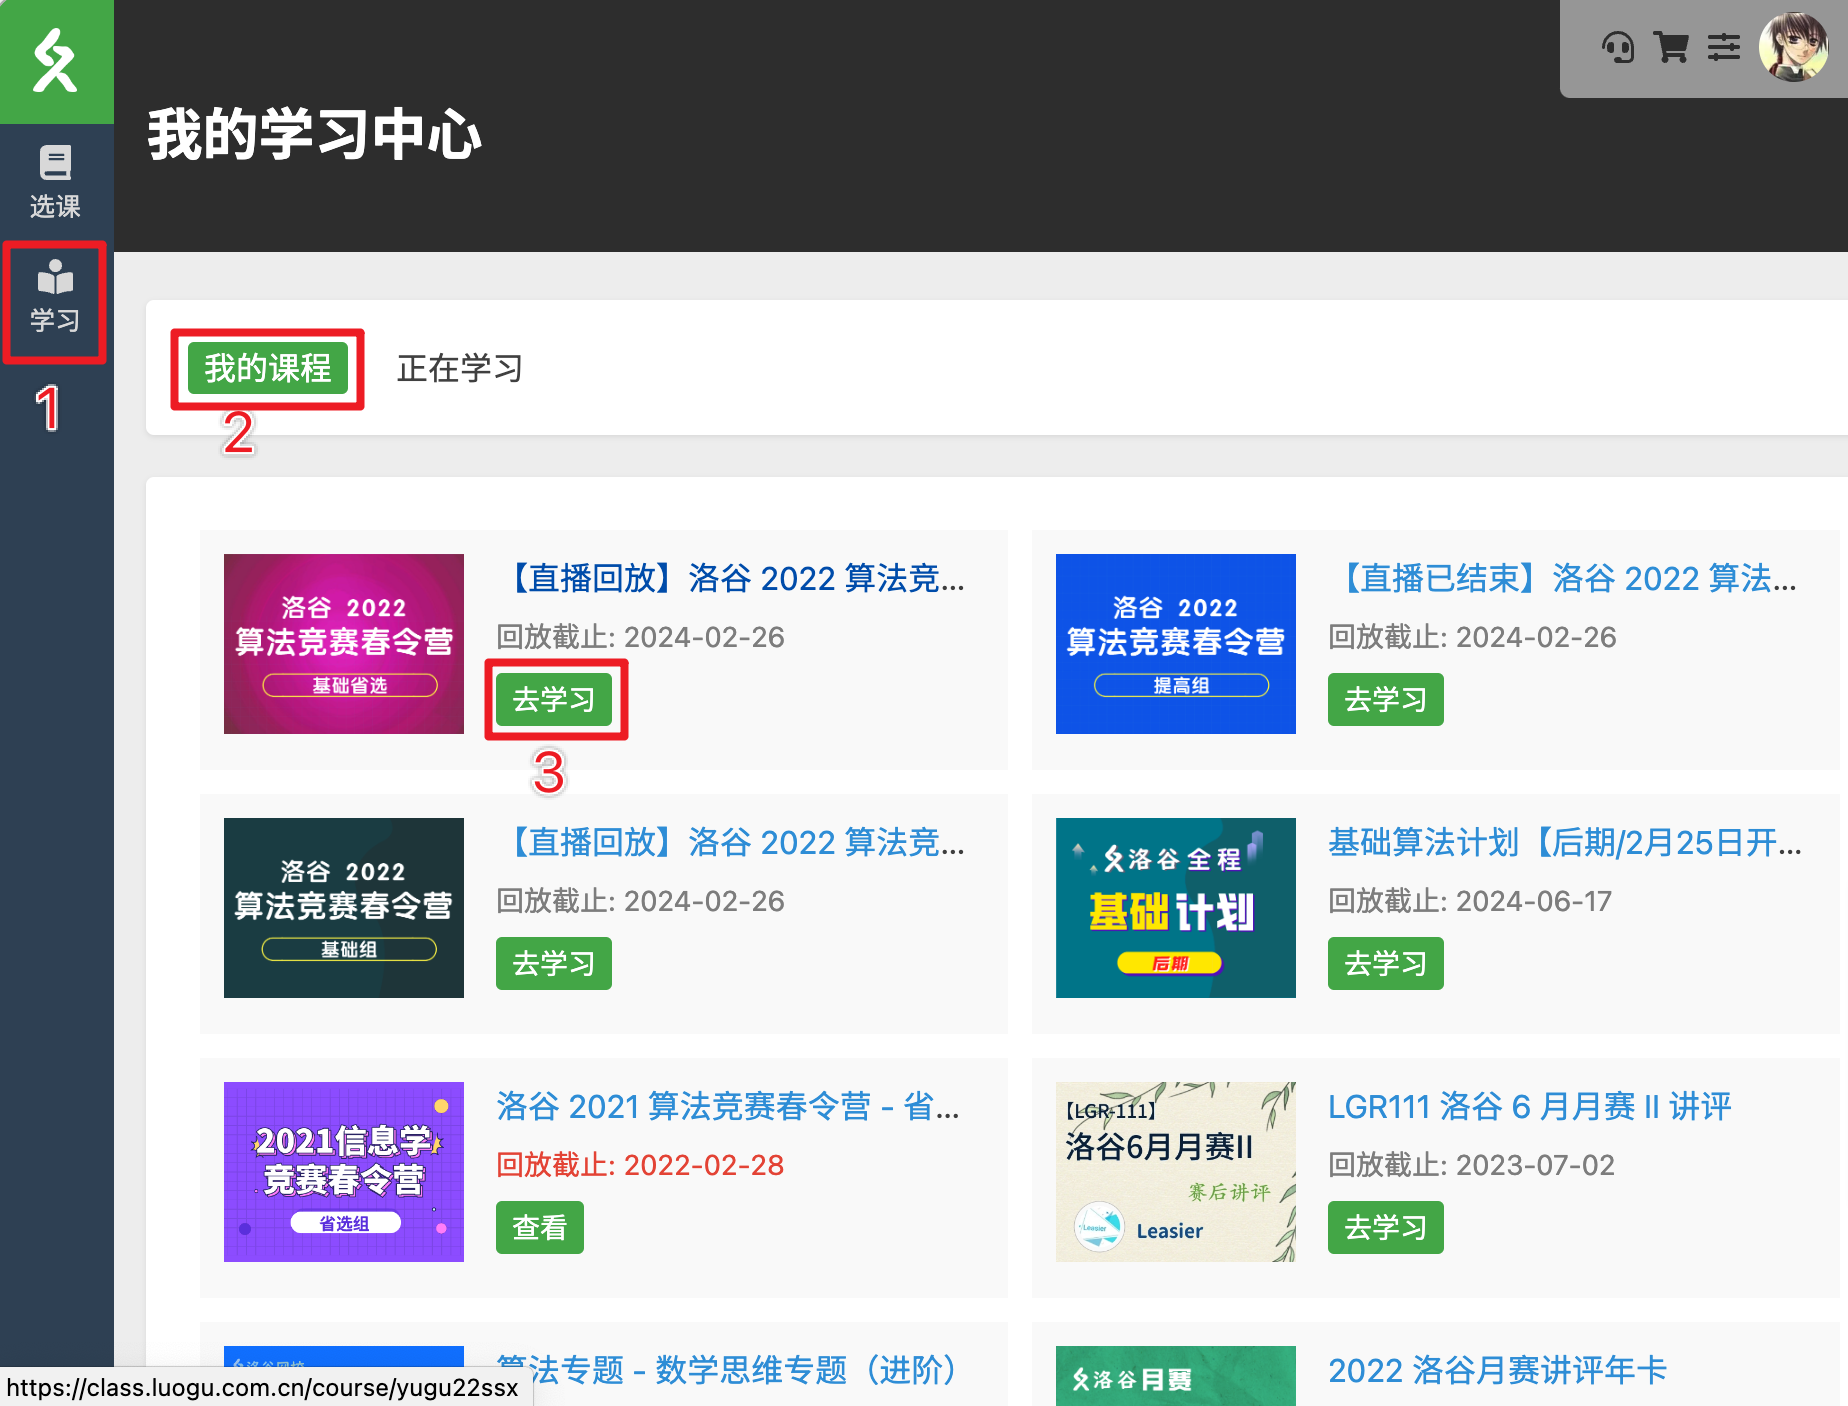 我的学习中心
选课
学习
1
我的课程
正在学习
2
洛谷 2022
算法竞赛春令营
基础省选
【直播回放】洛谷 2022 算法竞...
回放截止: 2024-02-26
去学习
3
洛谷 2022
算法竞赛春令营
提高组
【直播已结束】洛谷 2022 算法...
回放截止: 2024-02-26
去学习
洛谷 2022
算法竞赛春令营
基础组
【直播回放】洛谷 2022 算法竞...
回放截止: 2024-02-26
去学习
洛谷全程
基础计划
后期
基础算法计划【后期/2月25日开...
回放截止: 2024-06-17
去学习
2021信息学
竞赛春令营
省选组
洛谷 2021 算法竞赛春令营 - 省...
回放截止: 2022-02-28
查看
【LGR-111】
洛谷6月月赛II
赛后讲评
Leasier
Leasier
LGR111 洛谷 6 月月赛 II 讲评
回放截止: 2023-07-02
去学习
洛谷网校
算法专题 - 数学思维专题（进阶）
洛谷月赛
2022 洛谷月赛讲评年卡
https://class.luogu.com.cn/course/yugu22ssx